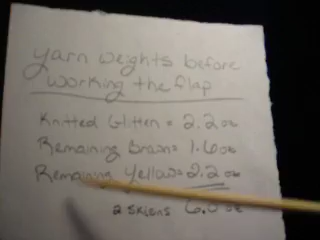 yarn weights before
working the flap
Knitted Glitten = 2.2 oz
Remaining Brown = 1.6 oz
Remaining Yellow = 2.2 oz
2 skiens 6.0 oz